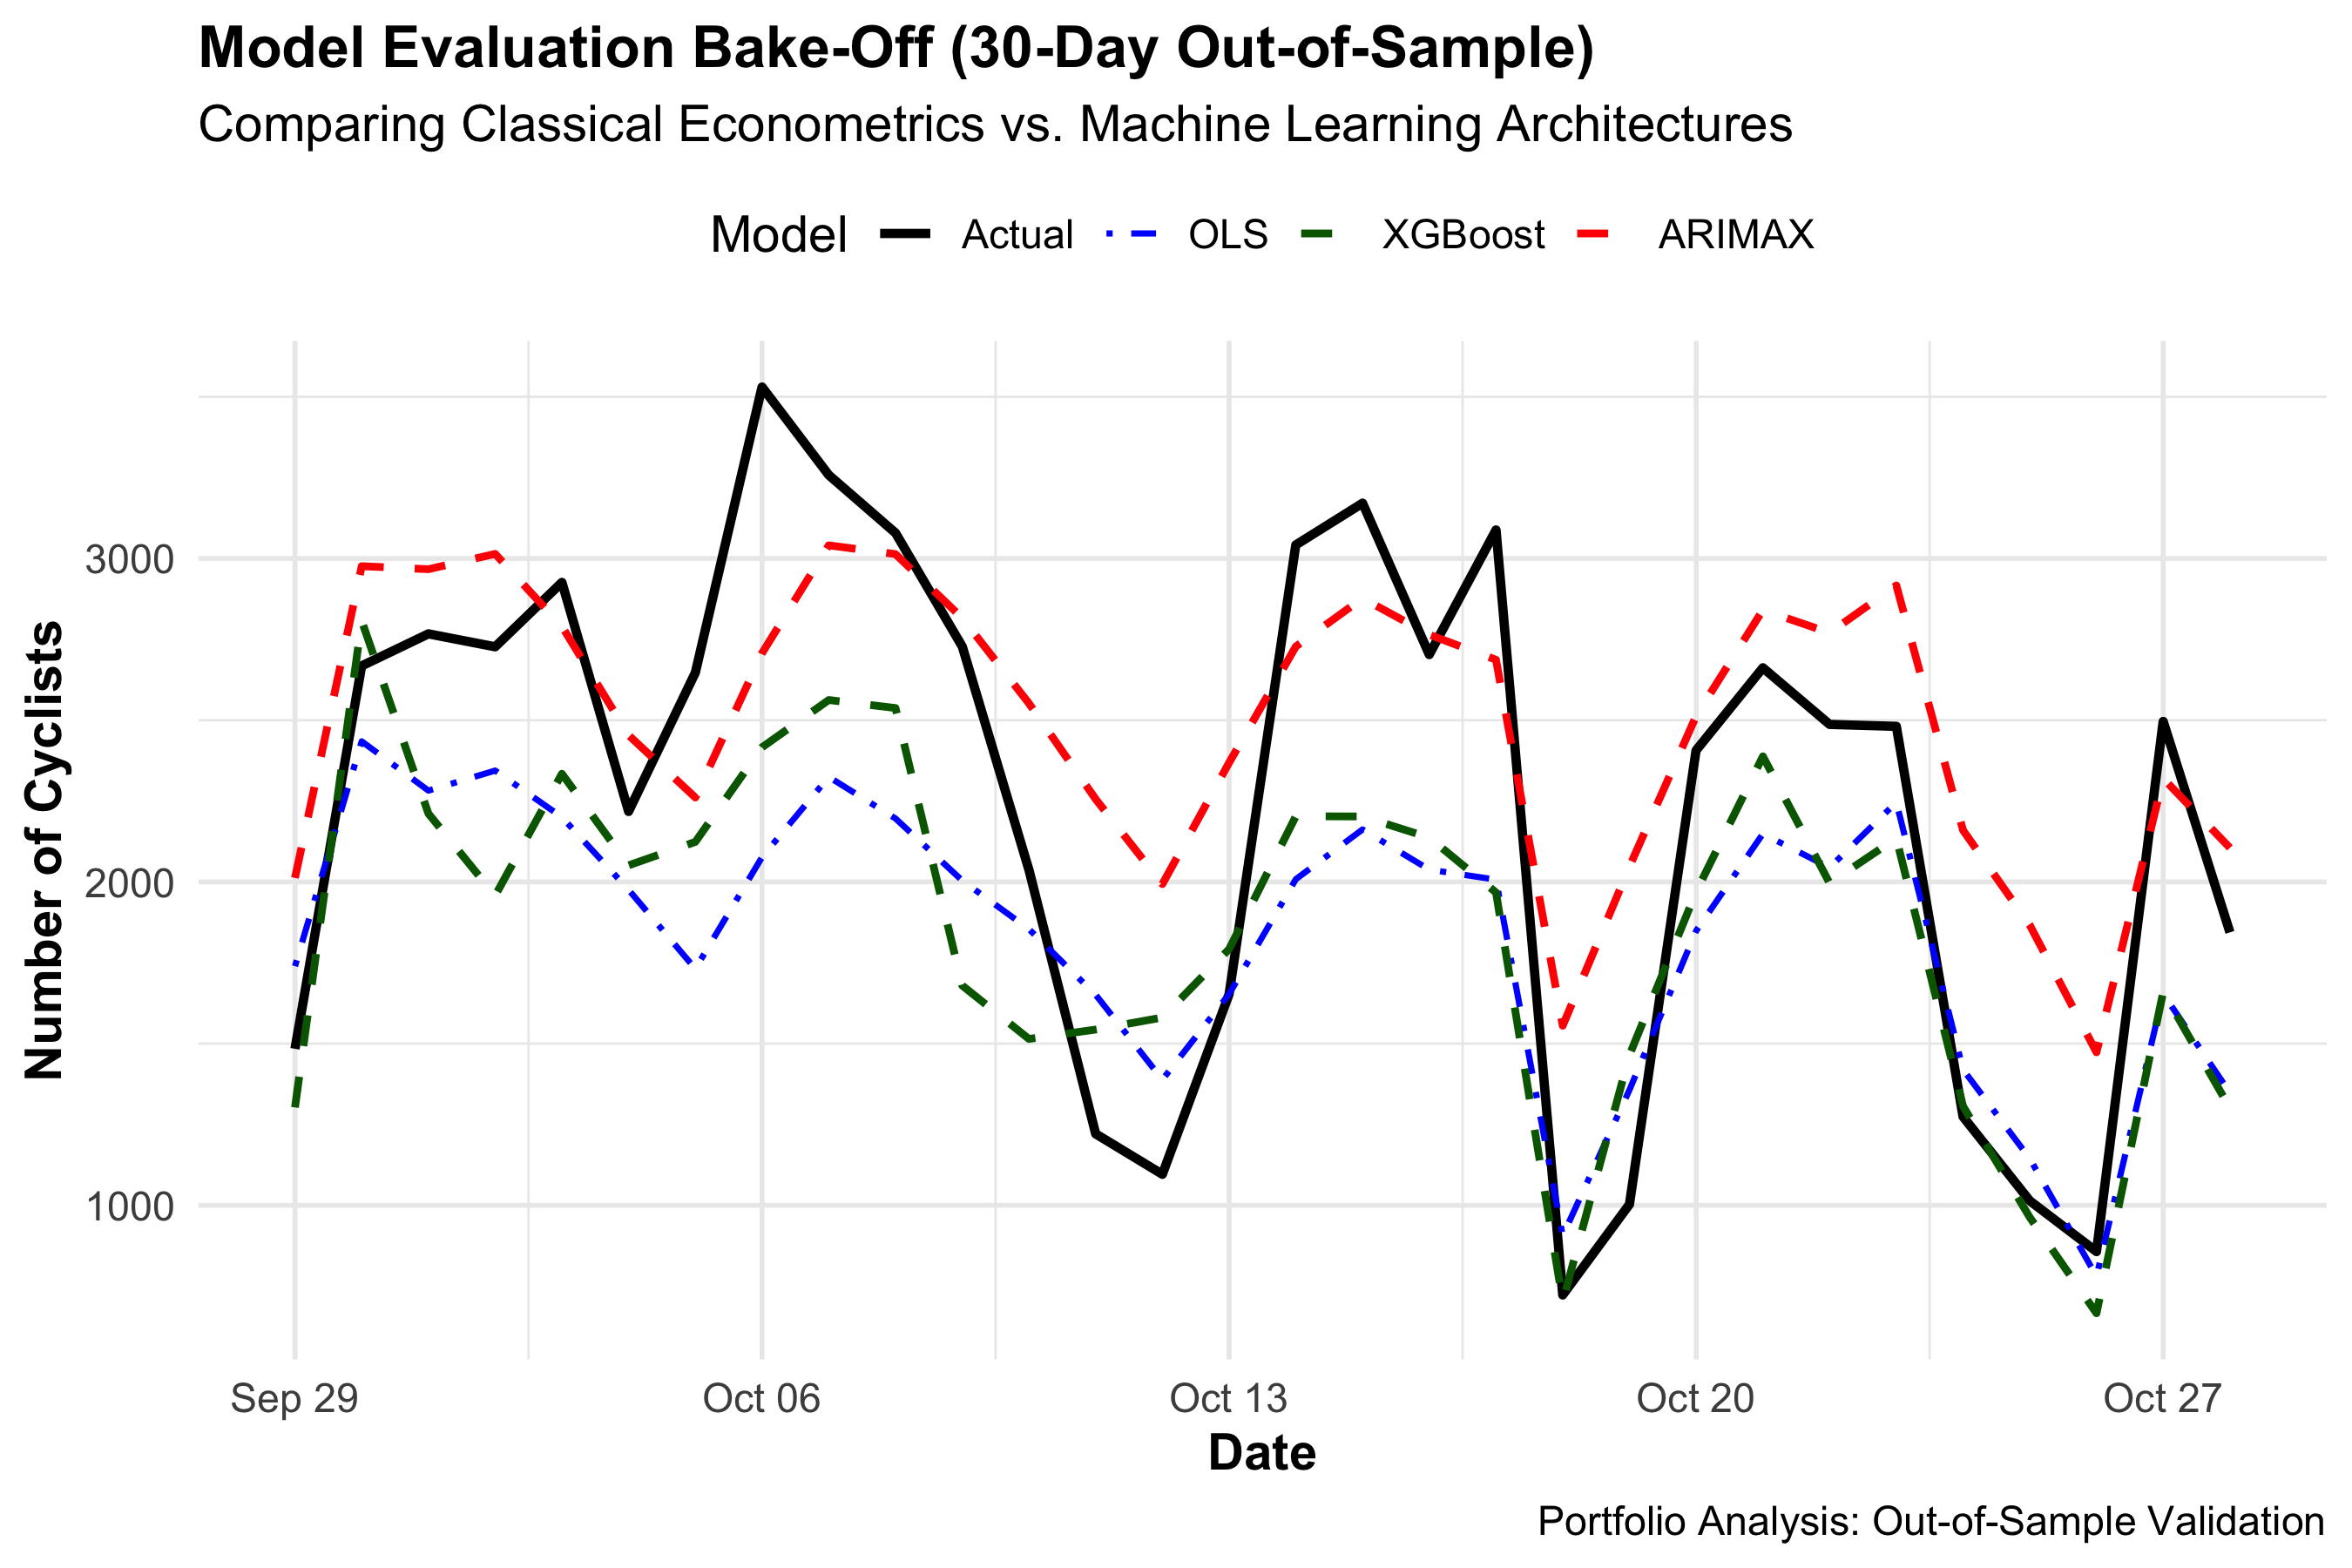 Model Evaluation Bake-Off (30-Day Out-of-Sample)
Comparing Classical Econometrics vs. Machine Learning Architectures
Model Actual OLS XGBoost ARIMAX
Number of Cyclists
3000
2000
1000
Sep 29 Oct 06 Oct 13 Oct 20 Oct 27
Date
Portfolio Analysis: Out-of-Sample Validation